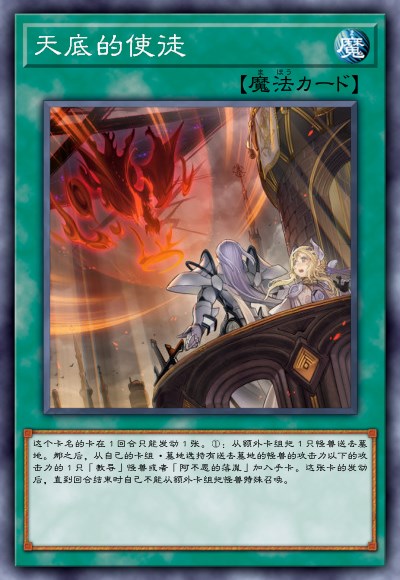 天底的使徒
魔
【魔法カード】
ま ほう
这个卡名的卡在1回合只能发动1张。①：从额外卡组把1只怪兽送去墓
地。那之后，从自己的卡组·墓地选持有送去墓地的怪兽的攻击力以下的攻
击力的1只「教导」怪兽或者「阿不思的落胤」加入手卡。这张卡的发动
后，直到回合结束时自己不能从额外卡组把怪兽特殊召唤。